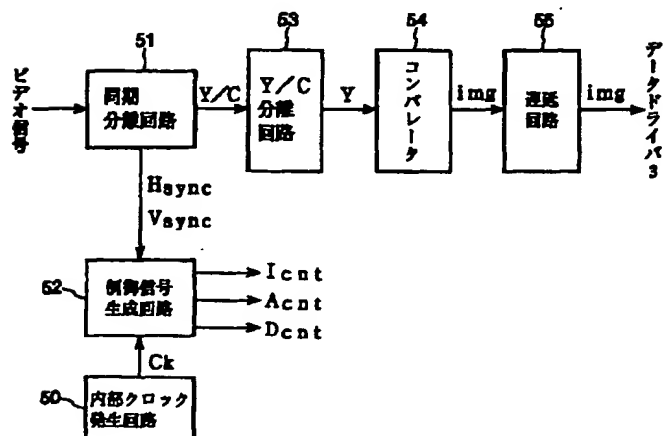 51
53
54
55
ビデオ信号
同期
分離回路
Y/C
Y/C
分離
回路
Y
コンパレータ
img
遅延
回路
img
データドライバ3
Hsync
Vsync
52
制御信号
生成回路
Icnt
Acnt
Dcnt
Ck
50
内部クロック
発生回路